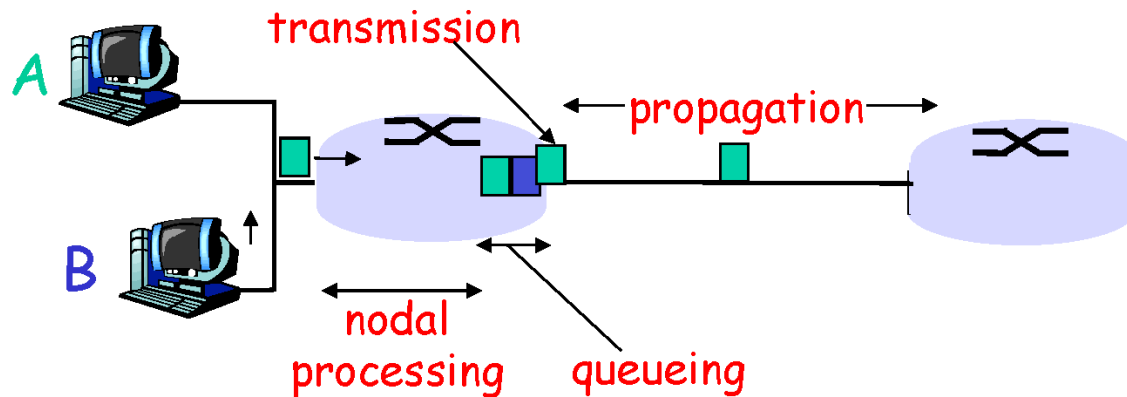 transmission
A
propagation
B
nodal
processing
queueing